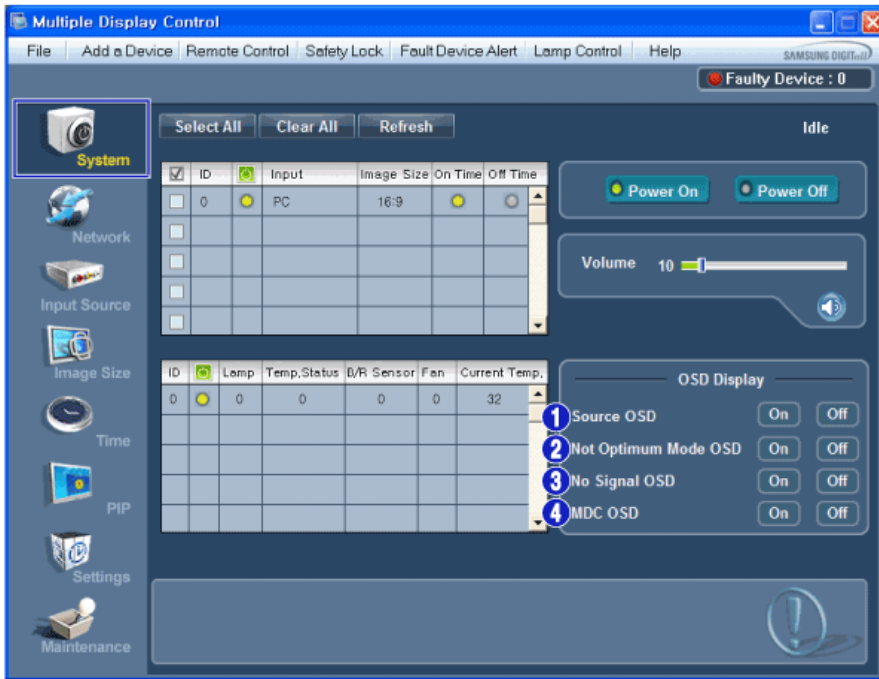 Multiple Display Control
File Add a Device Remote Control Safety Lock Fault Device Alert Lamp Control Help
SAMSUNG DIGITall
Faulty Device : 0
System
Network
Input Source
Image Size
Time
PIP
Settings
Maintenance
Select All Clear All Refresh
Idle
ID Input Image Size On Time Off Time
0 PC 16:9
Power On Power Off
Volume 10
ID Lamp Temp,Status B/R Sensor Fan Current Temp.
0 0 0 0 0 32
OSD Display
1 Source OSD On Off
2 Not Optimum Mode OSD On Off
3 No Signal OSD On Off
4 MDC OSD On Off